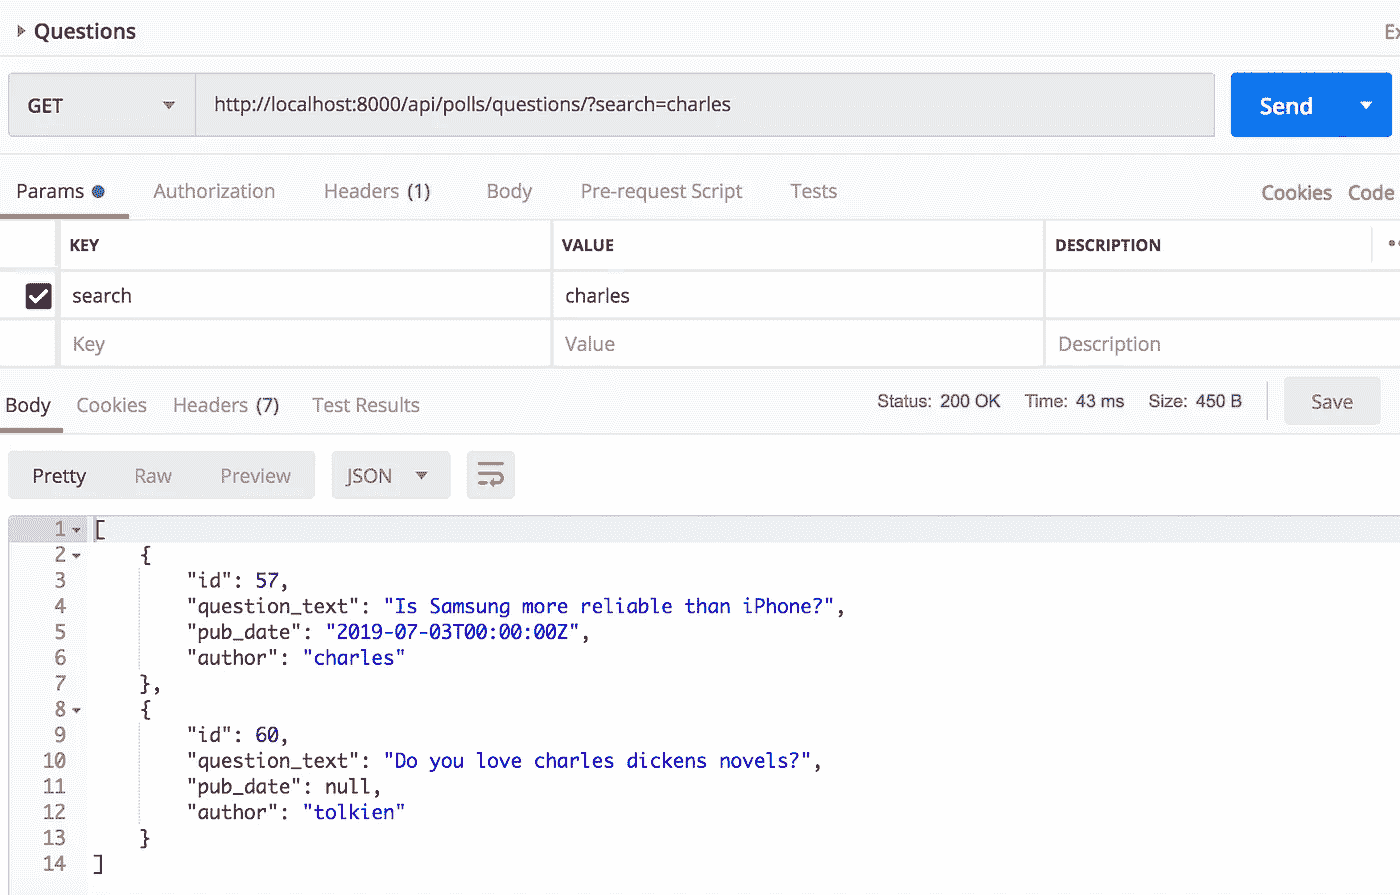 Questions
Ex
GET http://localhost:8000/api/polls/questions/?search=charles Send
Params Authorization Headers (1) Body Pre-request Script Tests Cookies Code
KEY VALUE DESCRIPTION
search charles
Key Value Description
Body Cookies Headers (7) Test Results Status: 200 OK Time: 43 ms Size: 450 B Save
Pretty Raw Preview JSON
1 [
2 {
3 "id": 57,
4 "question_text": "Is Samsung more reliable than iPhone?",
5 "pub_date": "2019-07-03T00:00:00Z",
6 "author": "charles"
7 },
8 {
9 "id": 60,
10 "question_text": "Do you love charles dickens novels?",
11 "pub_date": null,
12 "author": "tolkien"
13 }
14 ]